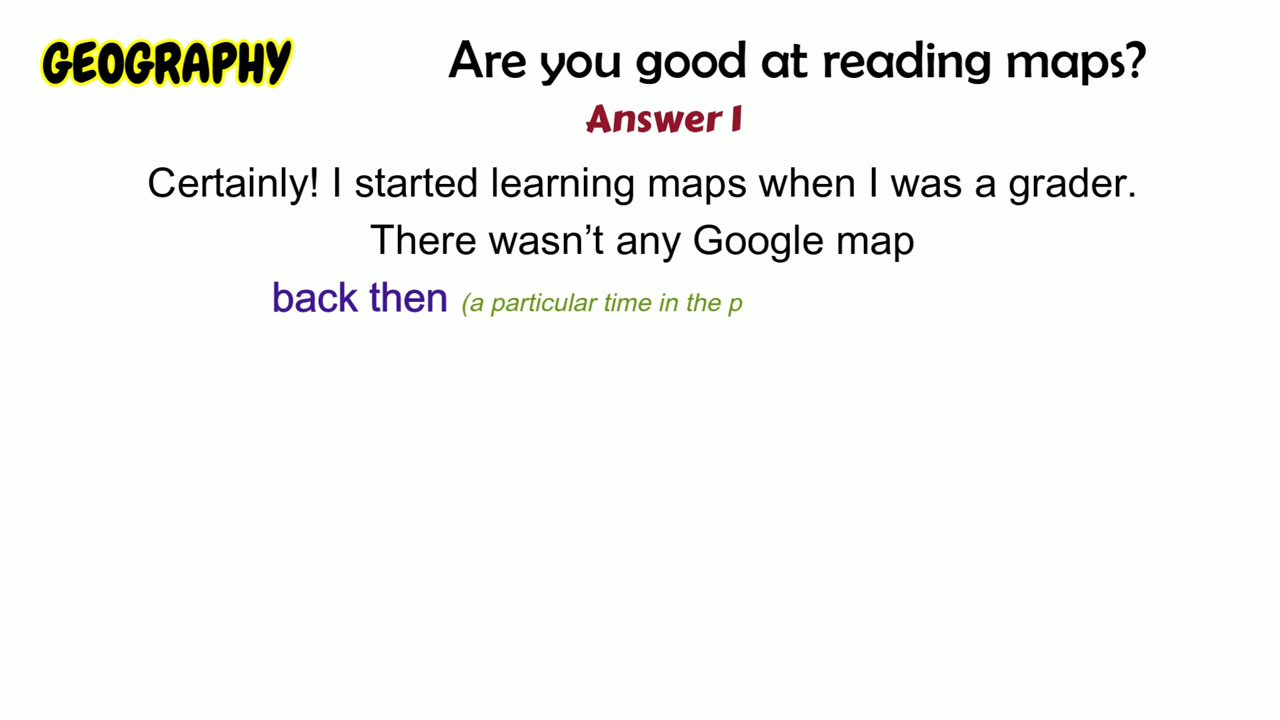 GEOGRAPHY
Are you good at reading maps?
Answer 1
Certainly! I started learning maps when I was a grader.
There wasn’t any Google map
back then (a particular time in the p